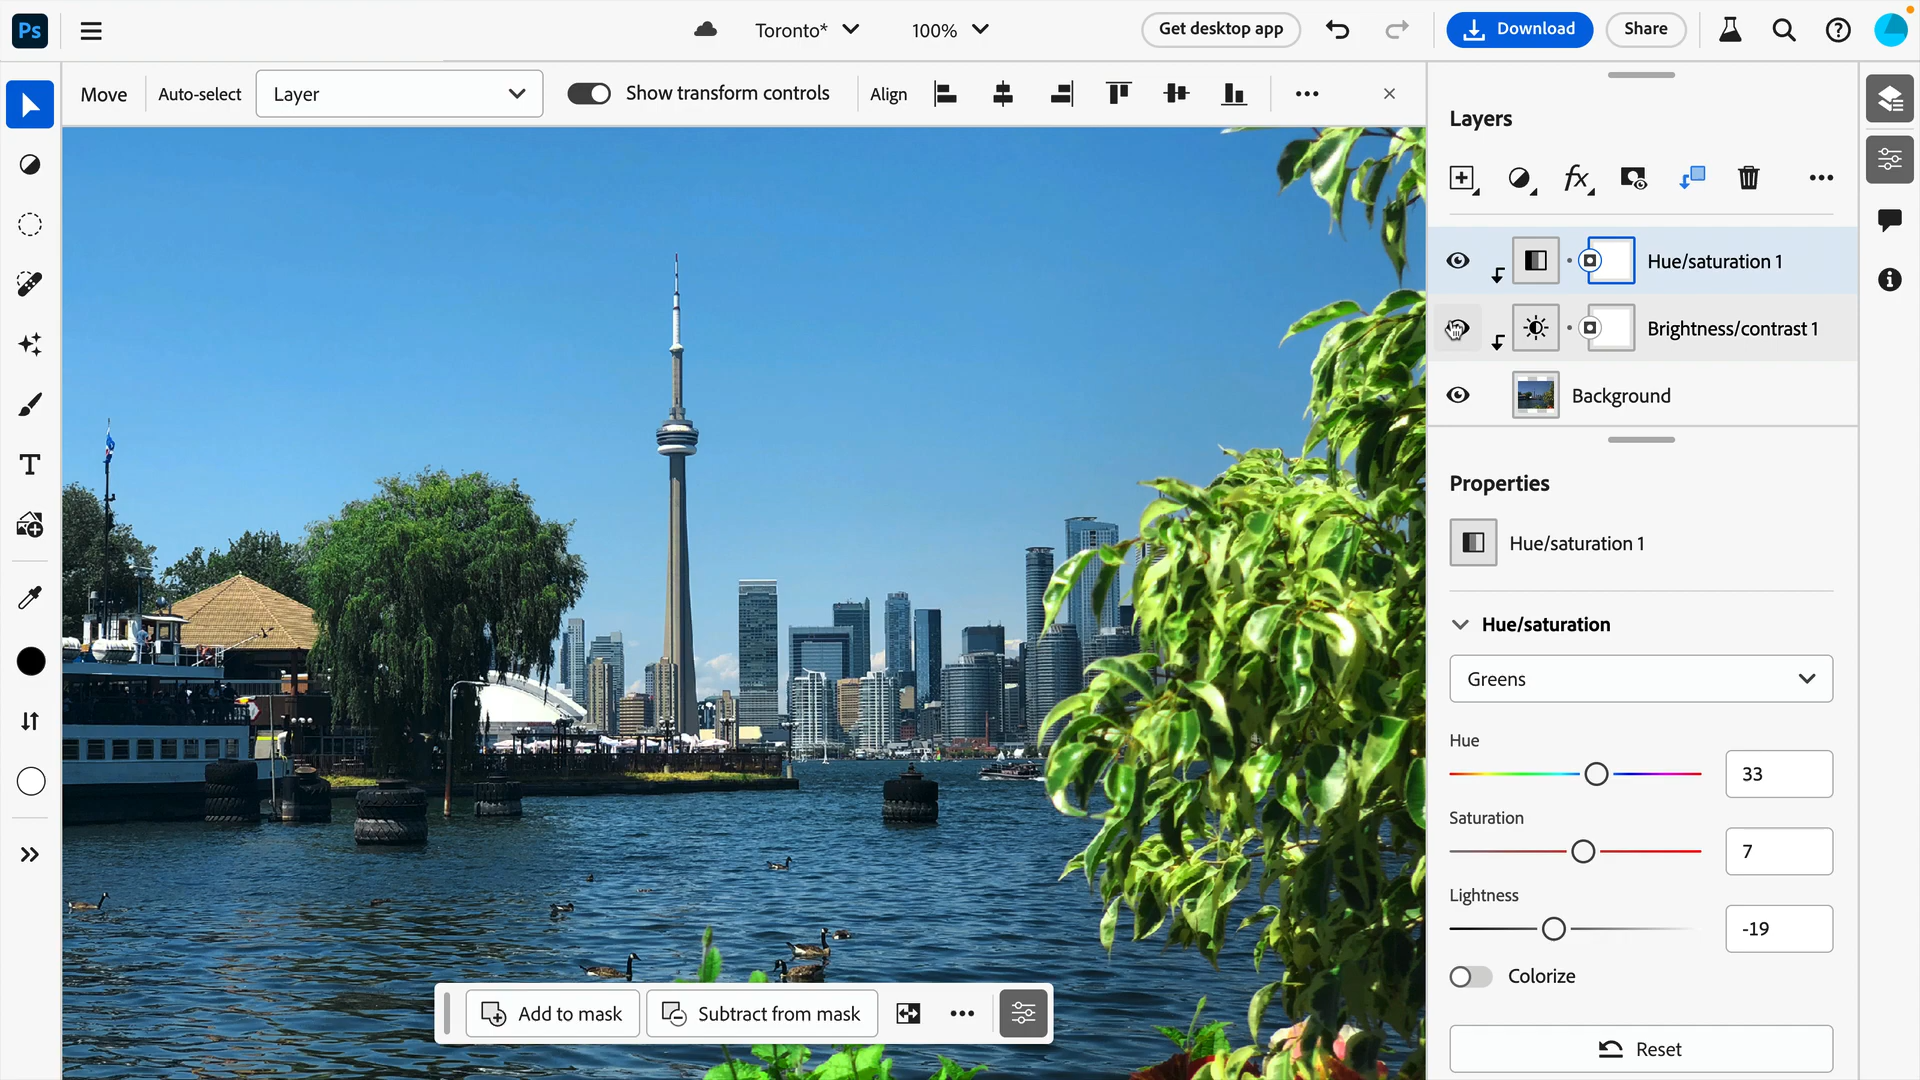 Ps
Toronto*
100%
Get desktop app
Download
Share
Move
Auto-select
Layer
Show transform controls
Align
Layers
fx
Hue/saturation 1
Brightness/contrast 1
Background
Properties
Hue/saturation 1
Hue/saturation
Greens
Hue
33
Saturation
7
Lightness
-19
Colorize
Reset
Add to mask
Subtract from mask